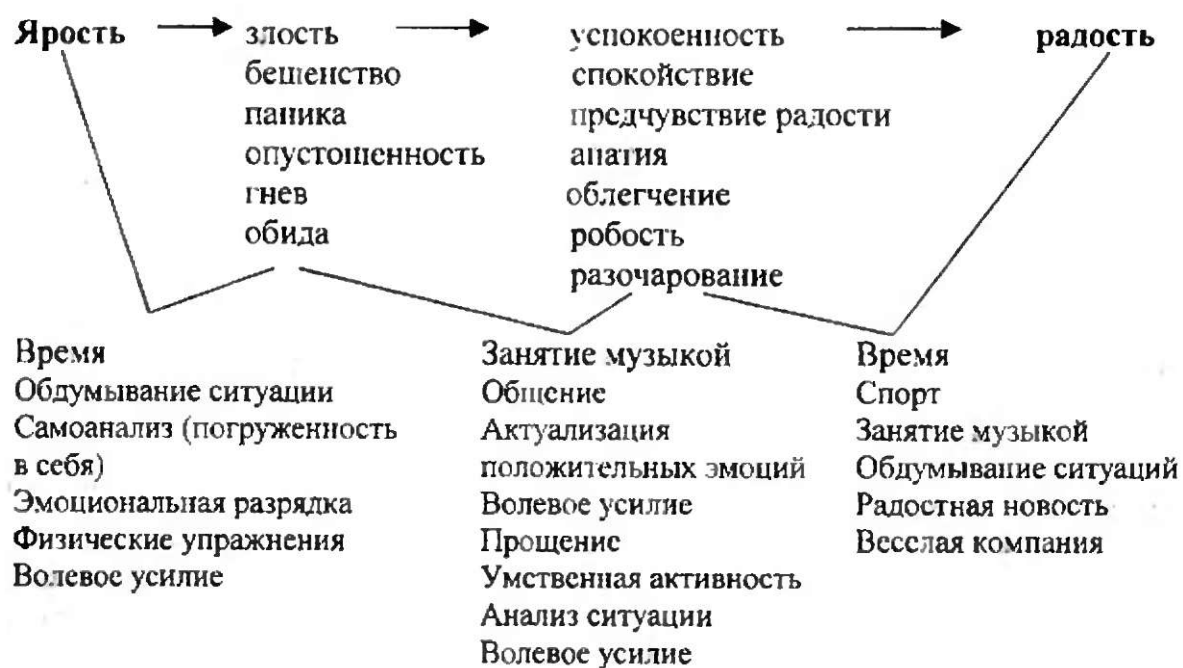 Ярость злость успокоенность радость
бешенство спокойствие
паника предчувствие радости
опустошенность апатия
гнев облегчение
обида робость
разочарование
Время
Обдумывание ситуации
Самоанализ (погруженность
в себя)
Эмоциональная разрядка
Физические упражнения
Волевое усилие
Занятие музыкой
Общение
Актуализация
положительных эмоций
Волевое усилие
Прощение
Умственная активность
Анализ ситуации
Волевое усилие
Время
Спорт
Занятие музыкой
Обдумывание ситуаций
Радостная новость
Веселая компания